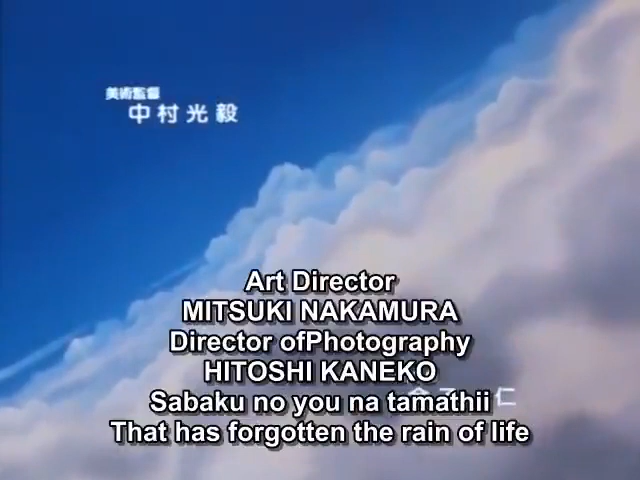 美術監督
中村光毅
Art Director
MITSUKI NAKAMURA
Director ofPhotography
HITOSHI KANEKO
仁
Sabaku no you na tamathii
That has forgotten the rain of life